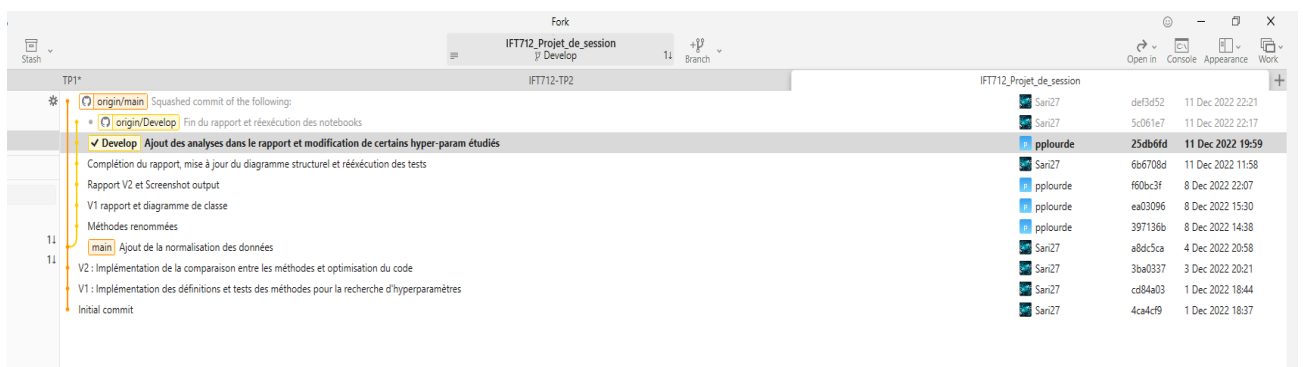 Fork
Stash
IFT712_Projet_de_session
Develop
1↓
Branch
Open in Console Appearance Work
TP1* IFT712-TP2 IFT712_Projet_de_session
origin/main Squashed commit of the following: Sari27 def3d52 11 Dec 2022 22:21
origin/Develop Fin du rapport et réexécution des notebooks Sari27 5c061e7 11 Dec 2022 22:17
Develop Ajout des analyses dans le rapport et modification de certains hyper-param étudiés pplourde 25db6fd 11 Dec 2022 19:59
Complétion du rapport, mise à jour du diagramme structurel et rééxécution des tests Sari27 6b6708d 11 Dec 2022 11:58
Rapport V2 et Screenshot output pplourde f60bc3f 8 Dec 2022 22:07
V1 rapport et diagramme de classe pplourde ea03096 8 Dec 2022 15:30
Méthodes renommées pplourde 397136b 8 Dec 2022 14:38
1↓ main Ajout de la normalisation des données Sari27 a8dc5ca 4 Dec 2022 20:58
1↓ V2 : Implémentation de la comparaison entre les méthodes et optimisation du code Sari27 3ba0337 3 Dec 2022 20:21
V1 : Implémentation des définitions et tests des méthodes pour la recherche d'hyperparamètres Sari27 cd84a03 1 Dec 2022 18:44
Initial commit Sari27 4ca4cf9 1 Dec 2022 18:37